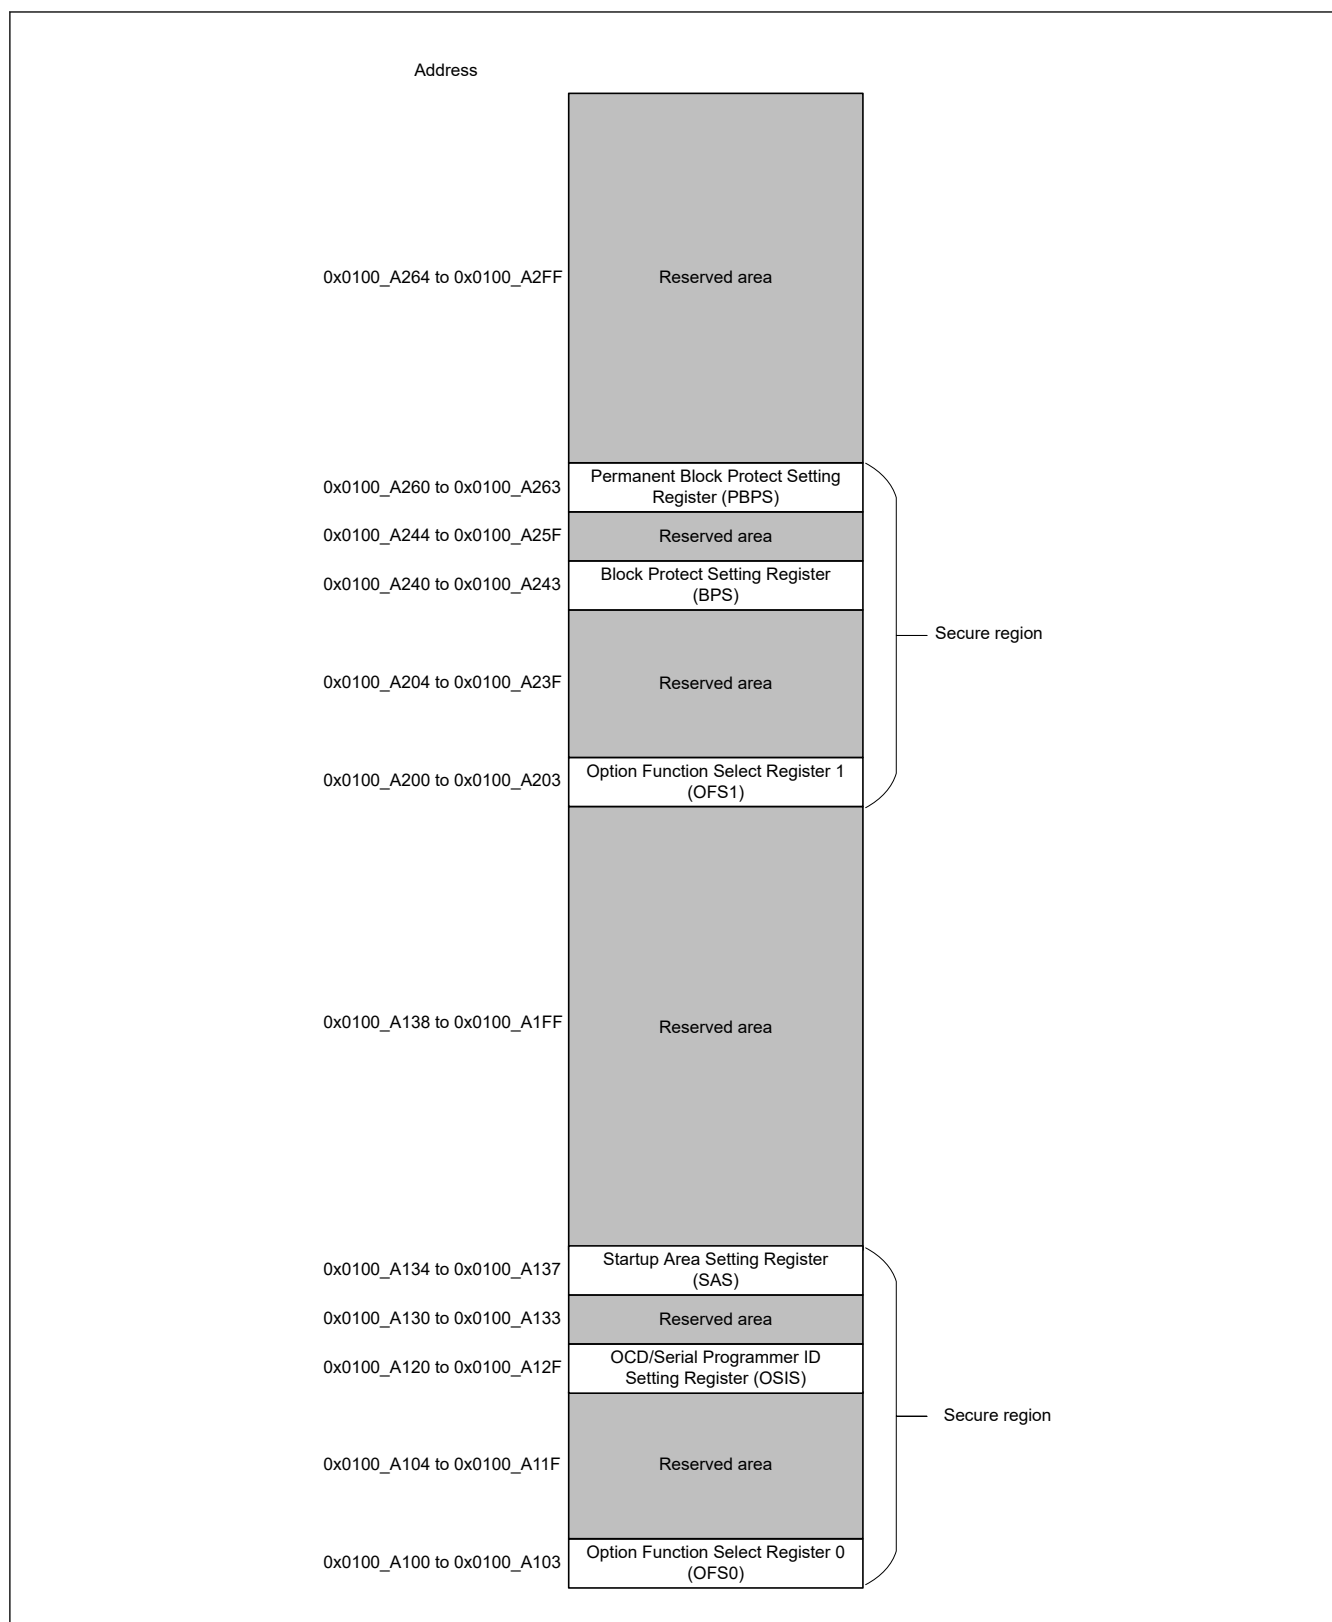 Address
0x0100_A264 to 0x0100_A2FF
Reserved area
0x0100_A260 to 0x0100_A263
Permanent Block Protect Setting
Register (PBPS)
0x0100_A244 to 0x0100_A25F
Reserved area
0x0100_A240 to 0x0100_A243
Block Protect Setting Register
(BPS)
Secure region
0x0100_A204 to 0x0100_A23F
Reserved area
0x0100_A200 to 0x0100_A203
Option Function Select Register 1
(OFS1)
0x0100_A138 to 0x0100_A1FF
Reserved area
0x0100_A134 to 0x0100_A137
Startup Area Setting Register
(SAS)
0x0100_A130 to 0x0100_A133
Reserved area
0x0100_A120 to 0x0100_A12F
OCD/Serial Programmer ID
Setting Register (OSIS)
Secure region
0x0100_A104 to 0x0100_A11F
Reserved area
0x0100_A100 to 0x0100_A103
Option Function Select Register 0
(OFS0)